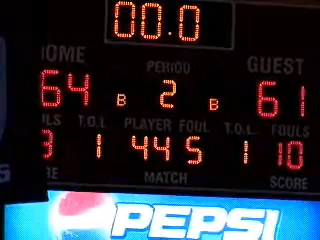 00.0
PERIOD
HOME GUEST
64 B 2 B 61
T.O.L. PLAYER FOUL T.O.L. FOULS
3 1 44 5 1 10
MATCH SCORE
PEPSI